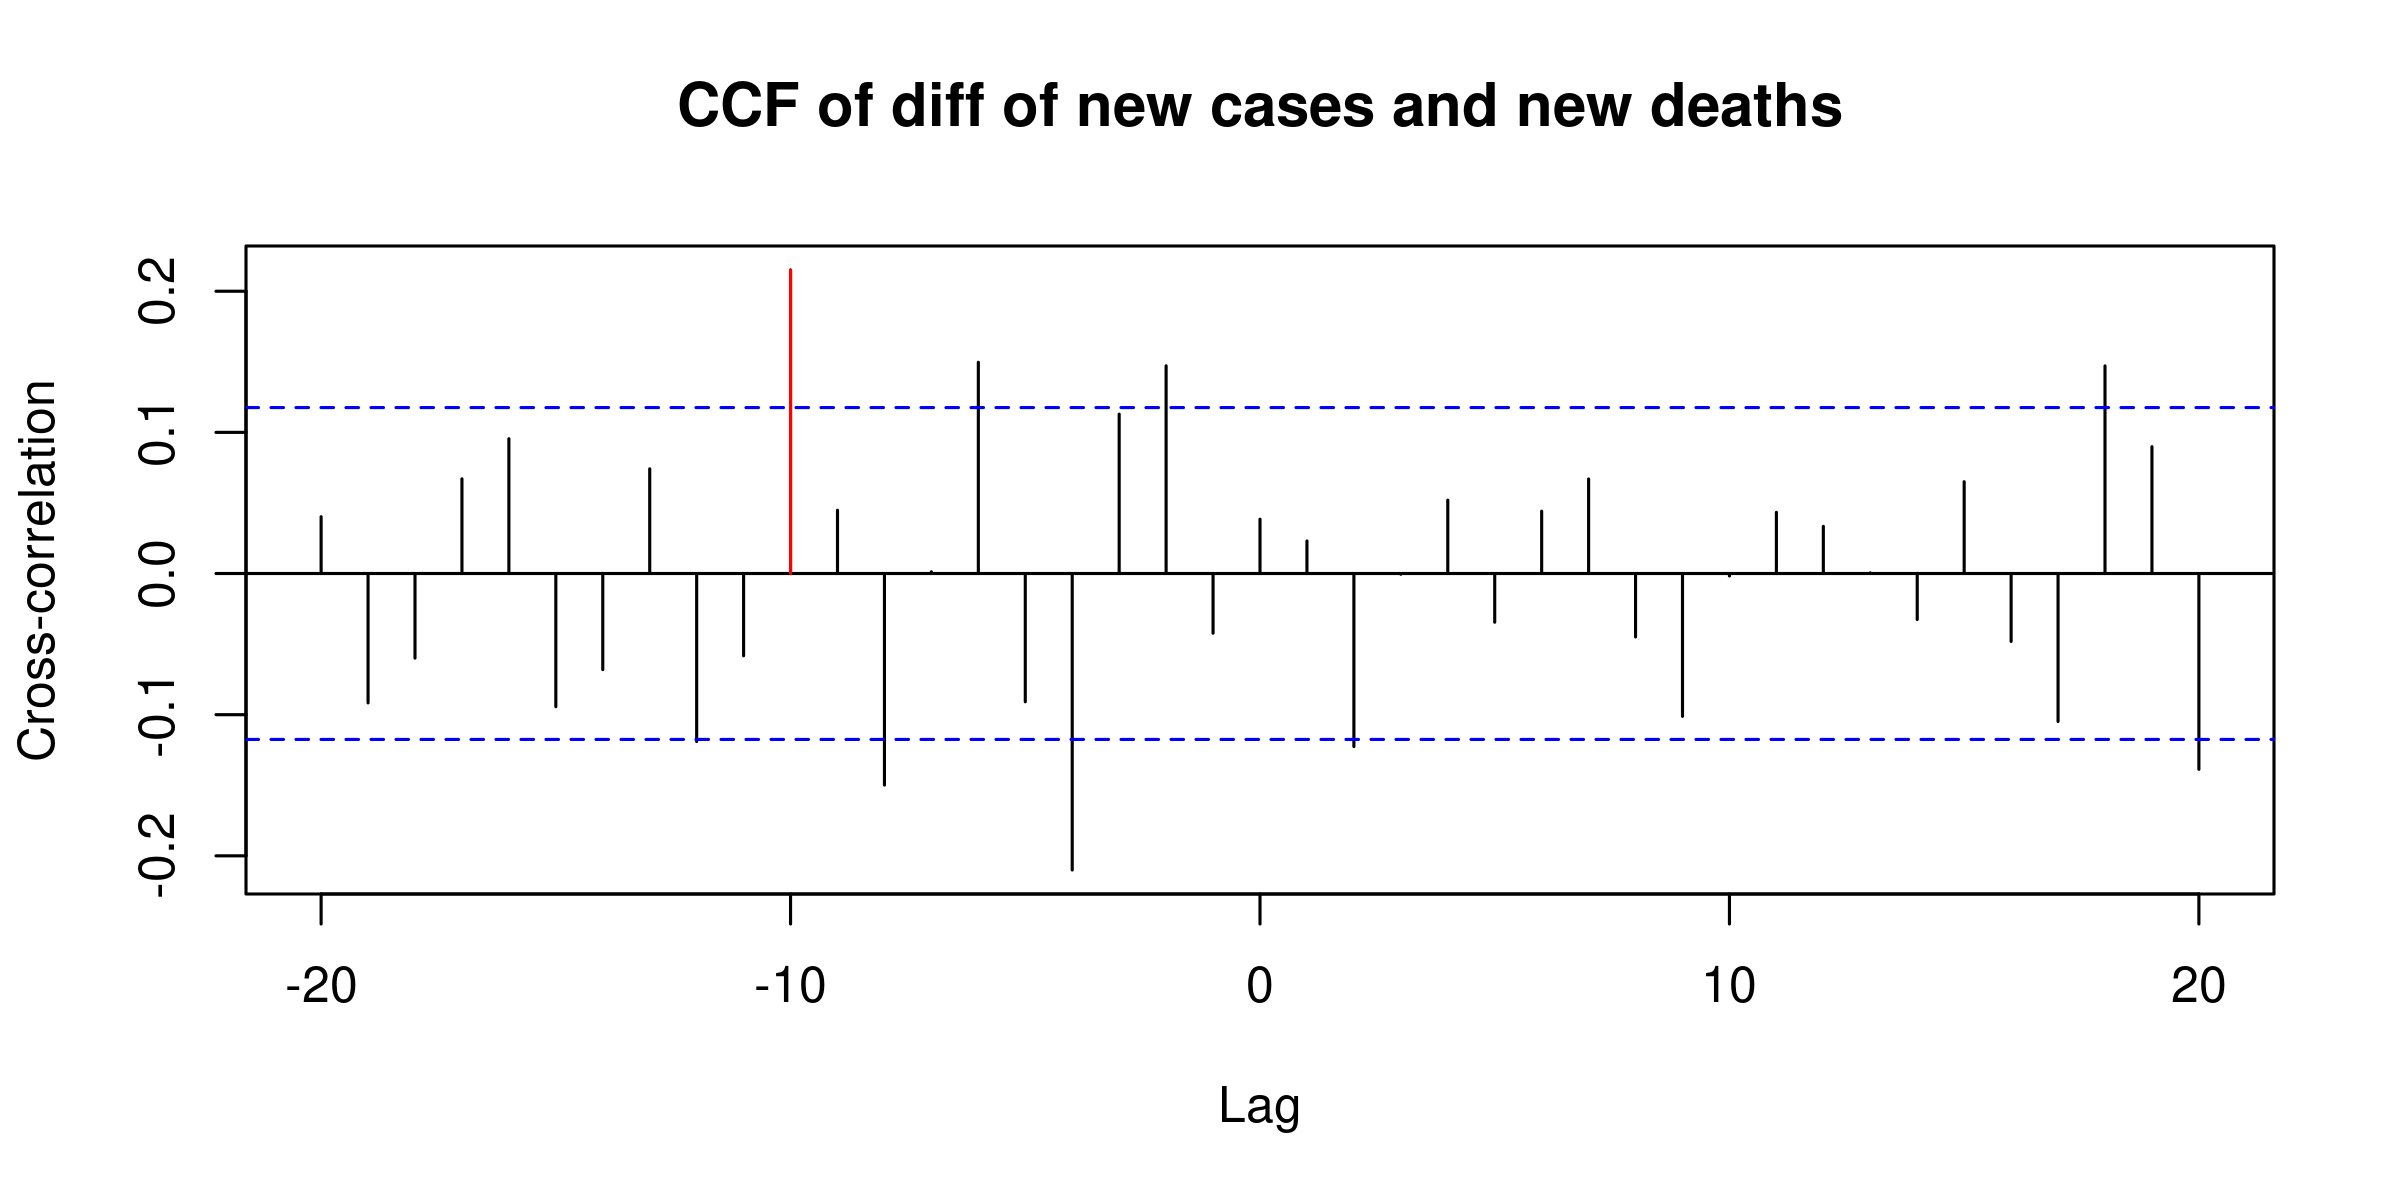 CCF of diff of new cases and new deaths
Cross-correlation
0.2
0.1
0.0
-0.1
-0.2
-20 -10 0 10 20
Lag